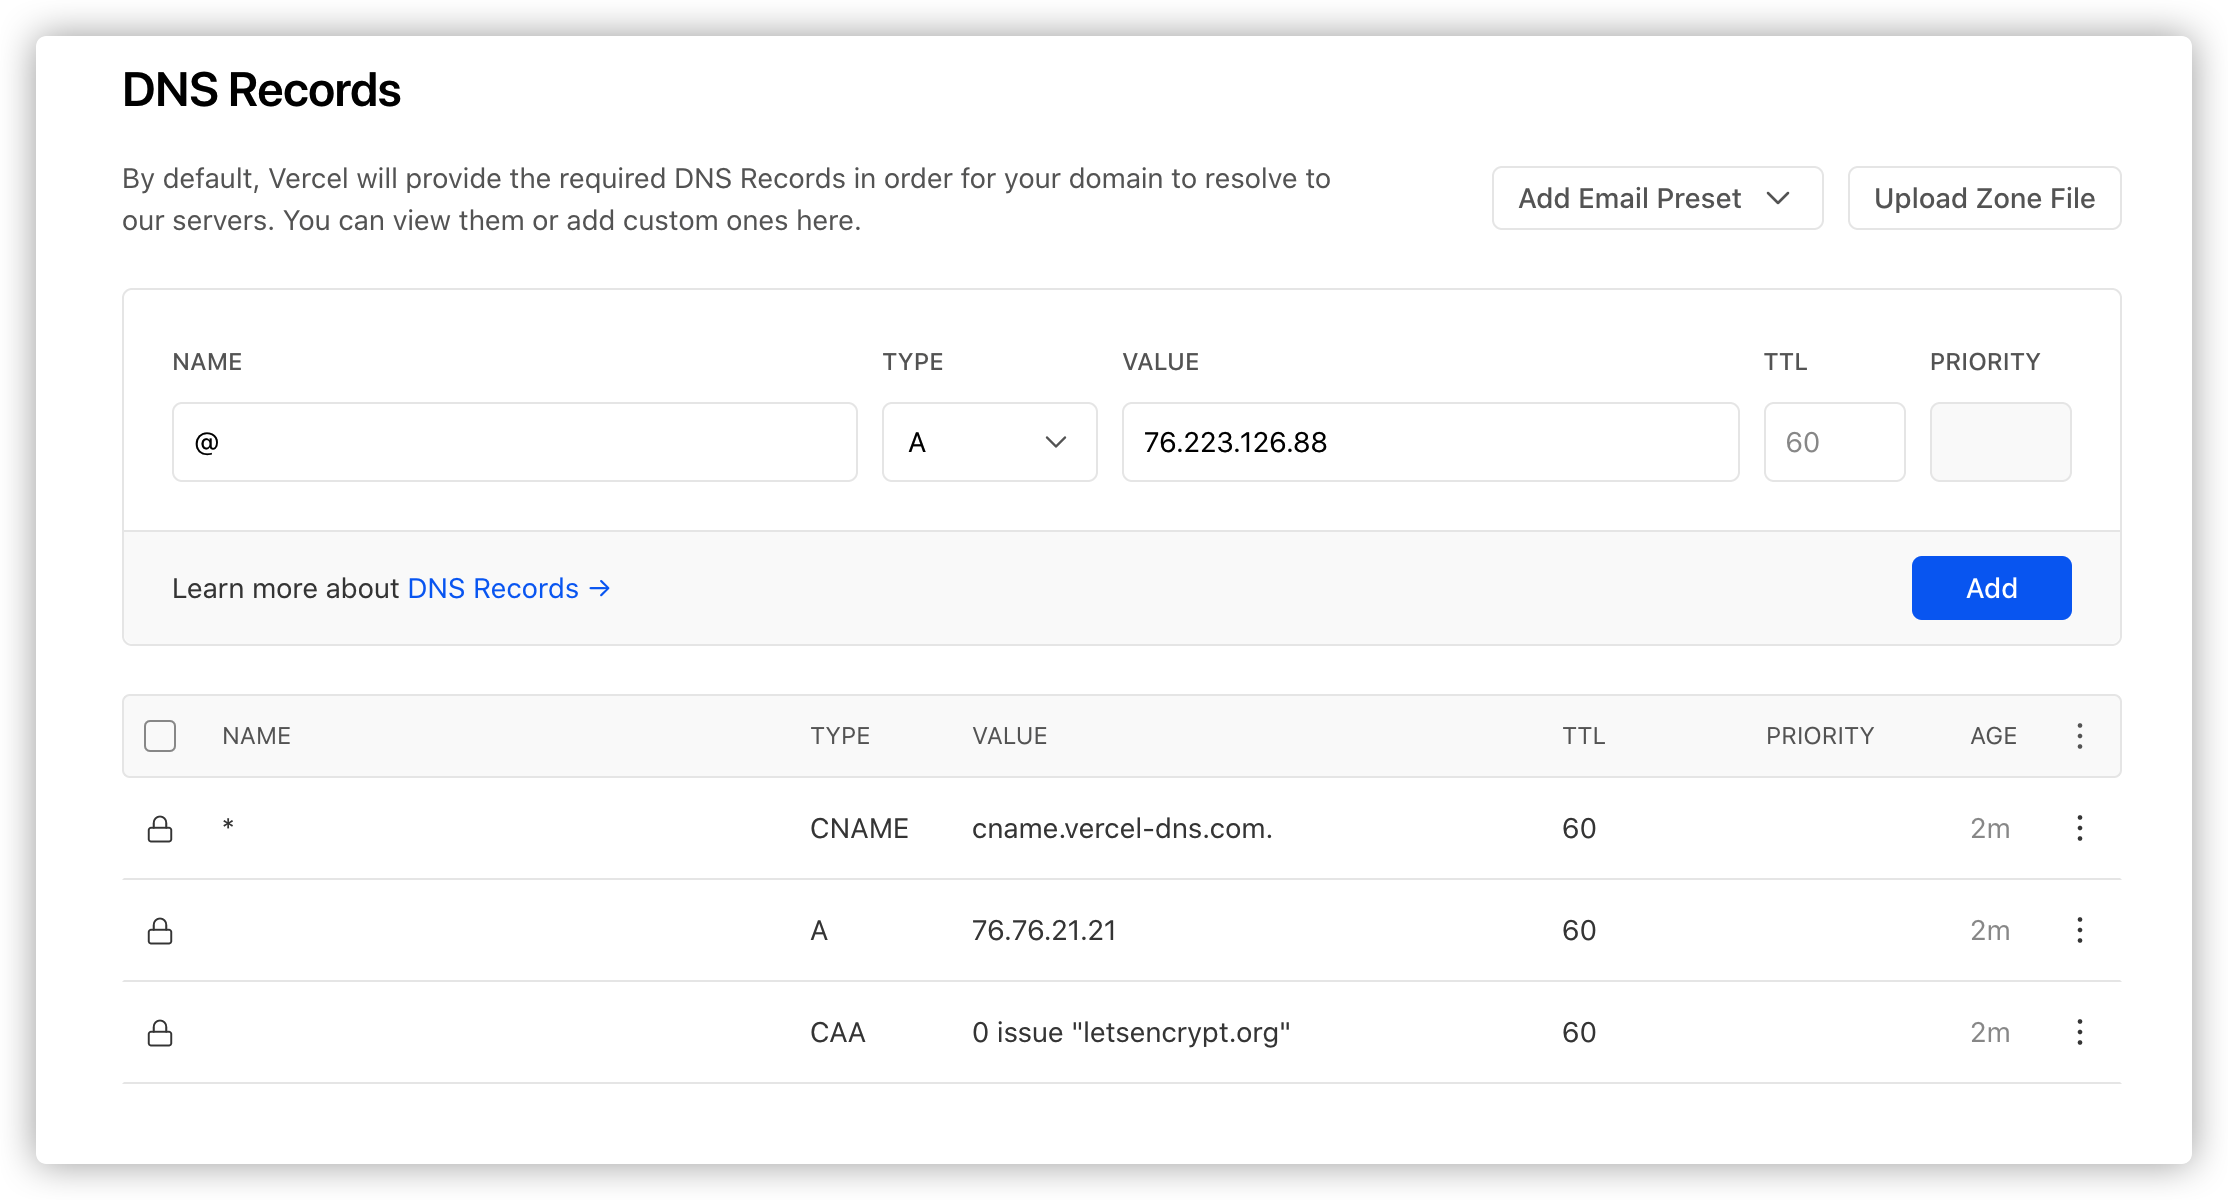 DNS Records
By default, Vercel will provide the required DNS Records in order for your domain to resolve to
our servers. You can view them or add custom ones here.
Add Email Preset
Upload Zone File
NAME TYPE VALUE TTL PRIORITY
@ A 76.223.126.88 60
Learn more about DNS Records →
Add
NAME TYPE VALUE TTL PRIORITY AGE
* CNAME cname.vercel-dns.com. 60 2m
A 76.76.21.21 60 2m
CAA 0 issue "letsencrypt.org" 60 2m